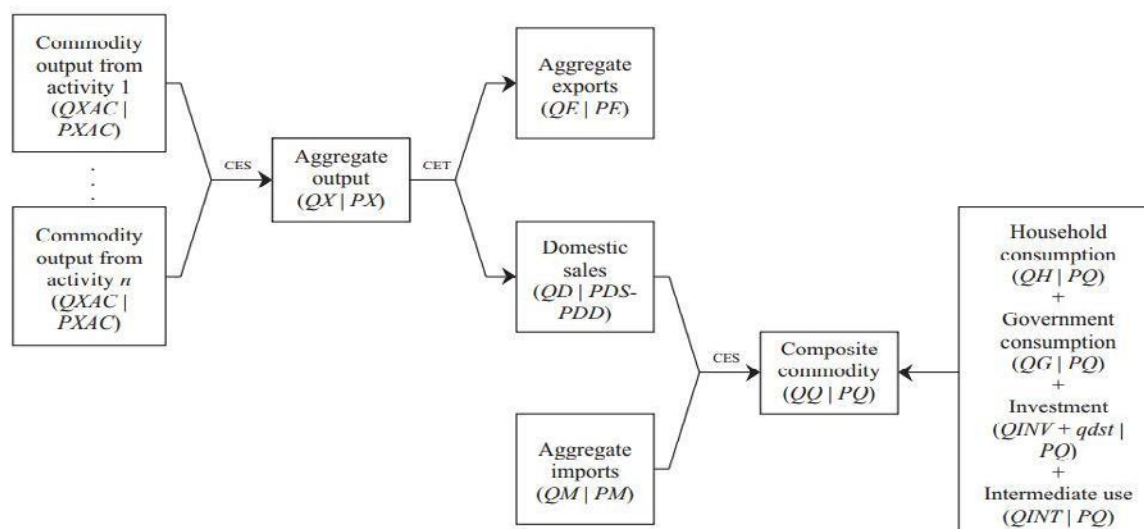 Commodity
output from
activity 1
(QXAC |
PXAC)
.
.
.
Commodity
output from
activity n
(QXAC |
PXAC)
CES
Aggregate
output
(QX | PX)
CET
Aggregate
exports
(QE | PE)
Domestic
sales
(QD | PDS-
PDD)
Aggregate
imports
(QM | PM)
CES
Composite
commodity
(QQ | PQ)
Household
consumption
(QH | PQ)
+
Government
consumption
(QG | PQ)
+
Investment
(QINV + qdst |
PQ)
+
Intermediate use
(QINT | PQ)